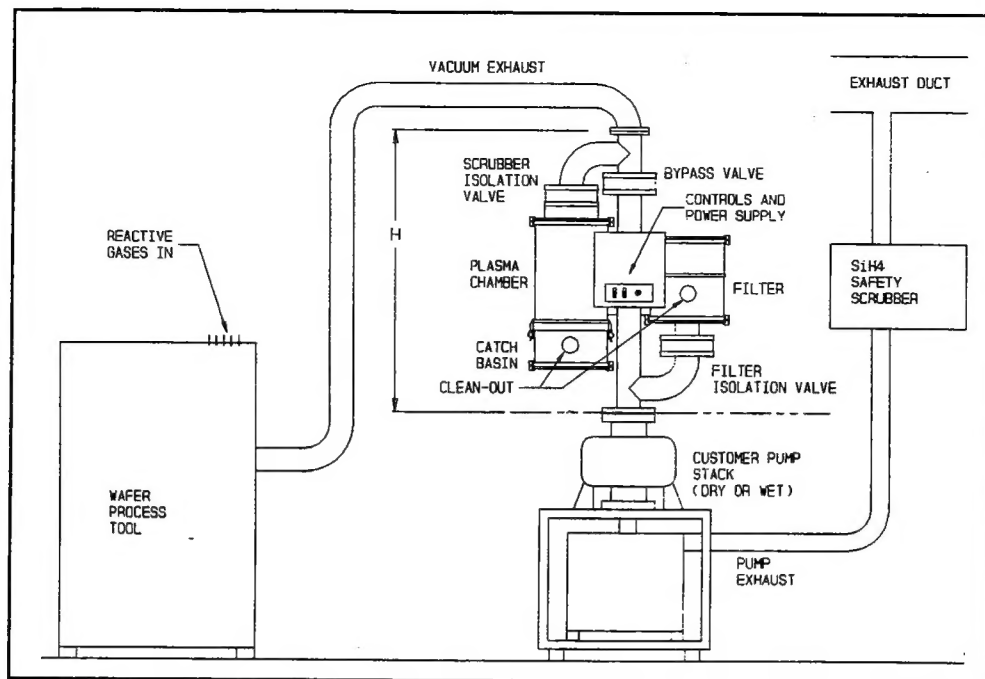 VACUUM EXHAUST
EXHAUST DUCT
SCRUBBER
ISOLATION
VALVE
BYPASS VALVE
CONTROLS AND
POWER SUPPLY
H
REACTIVE
GASES IN
PLASMA
CHAMBER
FILTER
SiH4
SAFETY
SCRUBBER
CATCH
BASIN
CLEAN-OUT
FILTER
ISOLATION VALVE
CUSTOMER PUMP
STACK
(DRY OR WET)
WAFER
PROCESS
TOOL
PUMP
EXHAUST